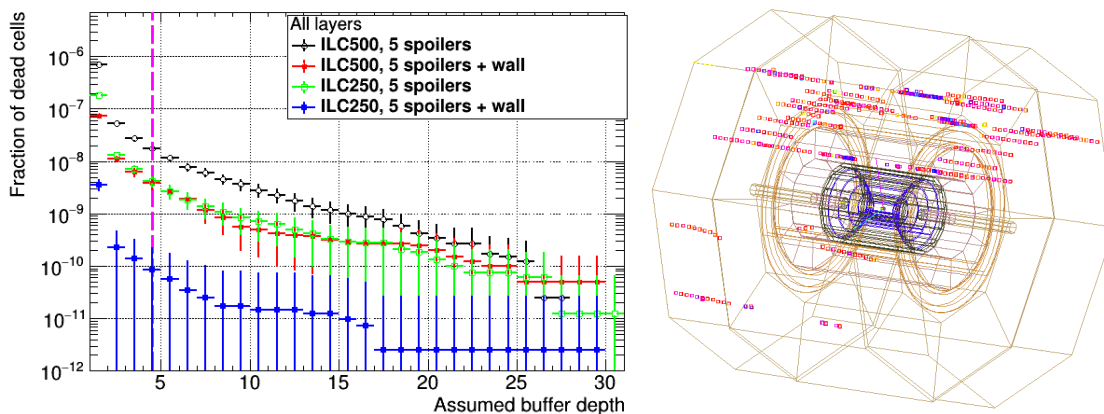 Fraction of dead cells
10⁻⁶
10⁻⁷
10⁻⁸
10⁻⁹
10⁻¹⁰
10⁻¹¹
10⁻¹²
All layers
ILC500, 5 spoilers
ILC500, 5 spoilers + wall
ILC250, 5 spoilers
ILC250, 5 spoilers + wall
5 10 15 20 25 30
Assumed buffer depth